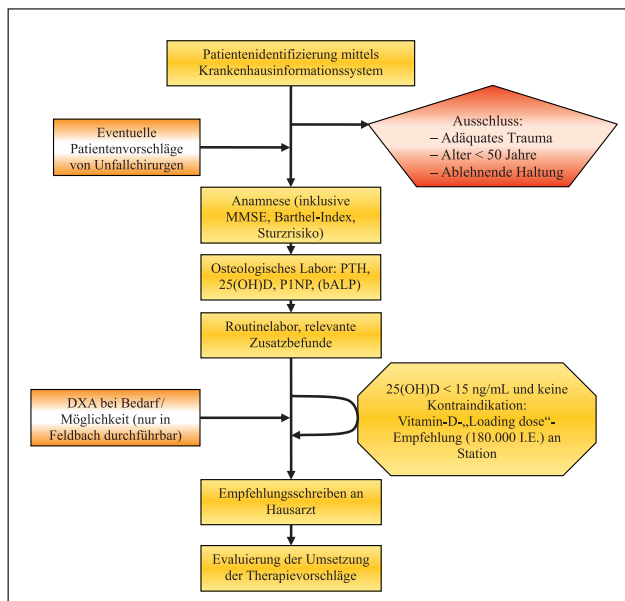 Patientenidentifizierung mittels
Krankenhausinformationssystem
Eventuelle
Patientenvorschläge
von Unfallchirurgen
Ausschluss:
– Adäquates Trauma
– Alter < 50 Jahre
– Ablehnende Haltung
Anamnese (inklusive
MMSE, Barthel-Index,
Sturzrisiko)
Osteologisches Labor: PTH,
25(OH)D, P1NP, (bALP)
Routinelabor, relevante
Zusatzbefunde
DXA bei Bedarf/
Möglichkeit (nur in
Feldbach durchführbar)
25(OH)D < 15 ng/mL und keine
Kontraindikation:
Vitamin-D-„Loading dose“-
Empfehlung (180.000 I.E.) an
Station
Empfehlungsschreiben an
Hausarzt
Evaluierung der Umsetzung
der Therapievorschläge